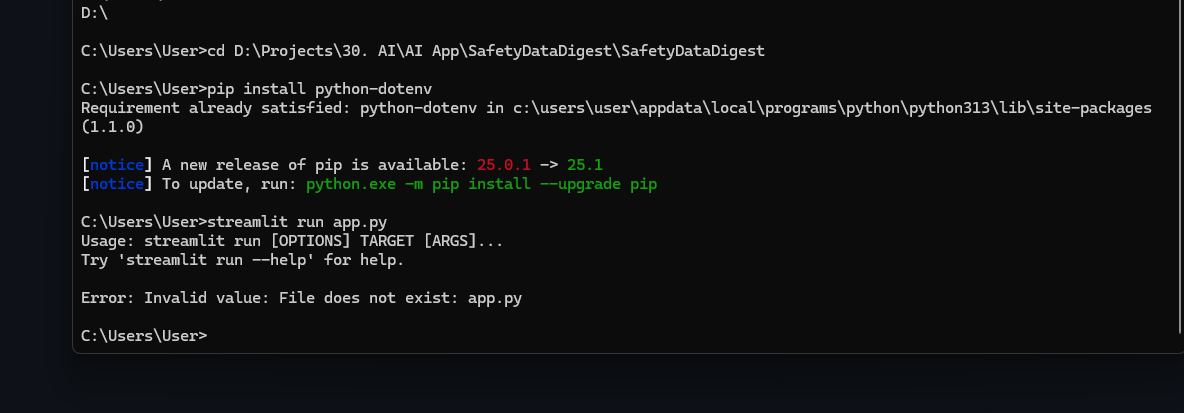 D:\
C:\Users\User>cd D:\Projects\30. AI\AI App\SafetyDataDigest\SafetyDataDigest
C:\Users\User>pip install python-dotenv
Requirement already satisfied: python-dotenv in c:\users\user\appdata\local\programs\python\python313\lib\site-packages
(1.1.0)
[notice] A new release of pip is available: 25.0.1 -> 25.1
[notice] To update, run: python.exe -m pip install --upgrade pip
C:\Users\User>streamlit run app.py
Usage: streamlit run [OPTIONS] TARGET [ARGS]...
Try 'streamlit run --help' for help.
Error: Invalid value: File does not exist: app.py
C:\Users\User>